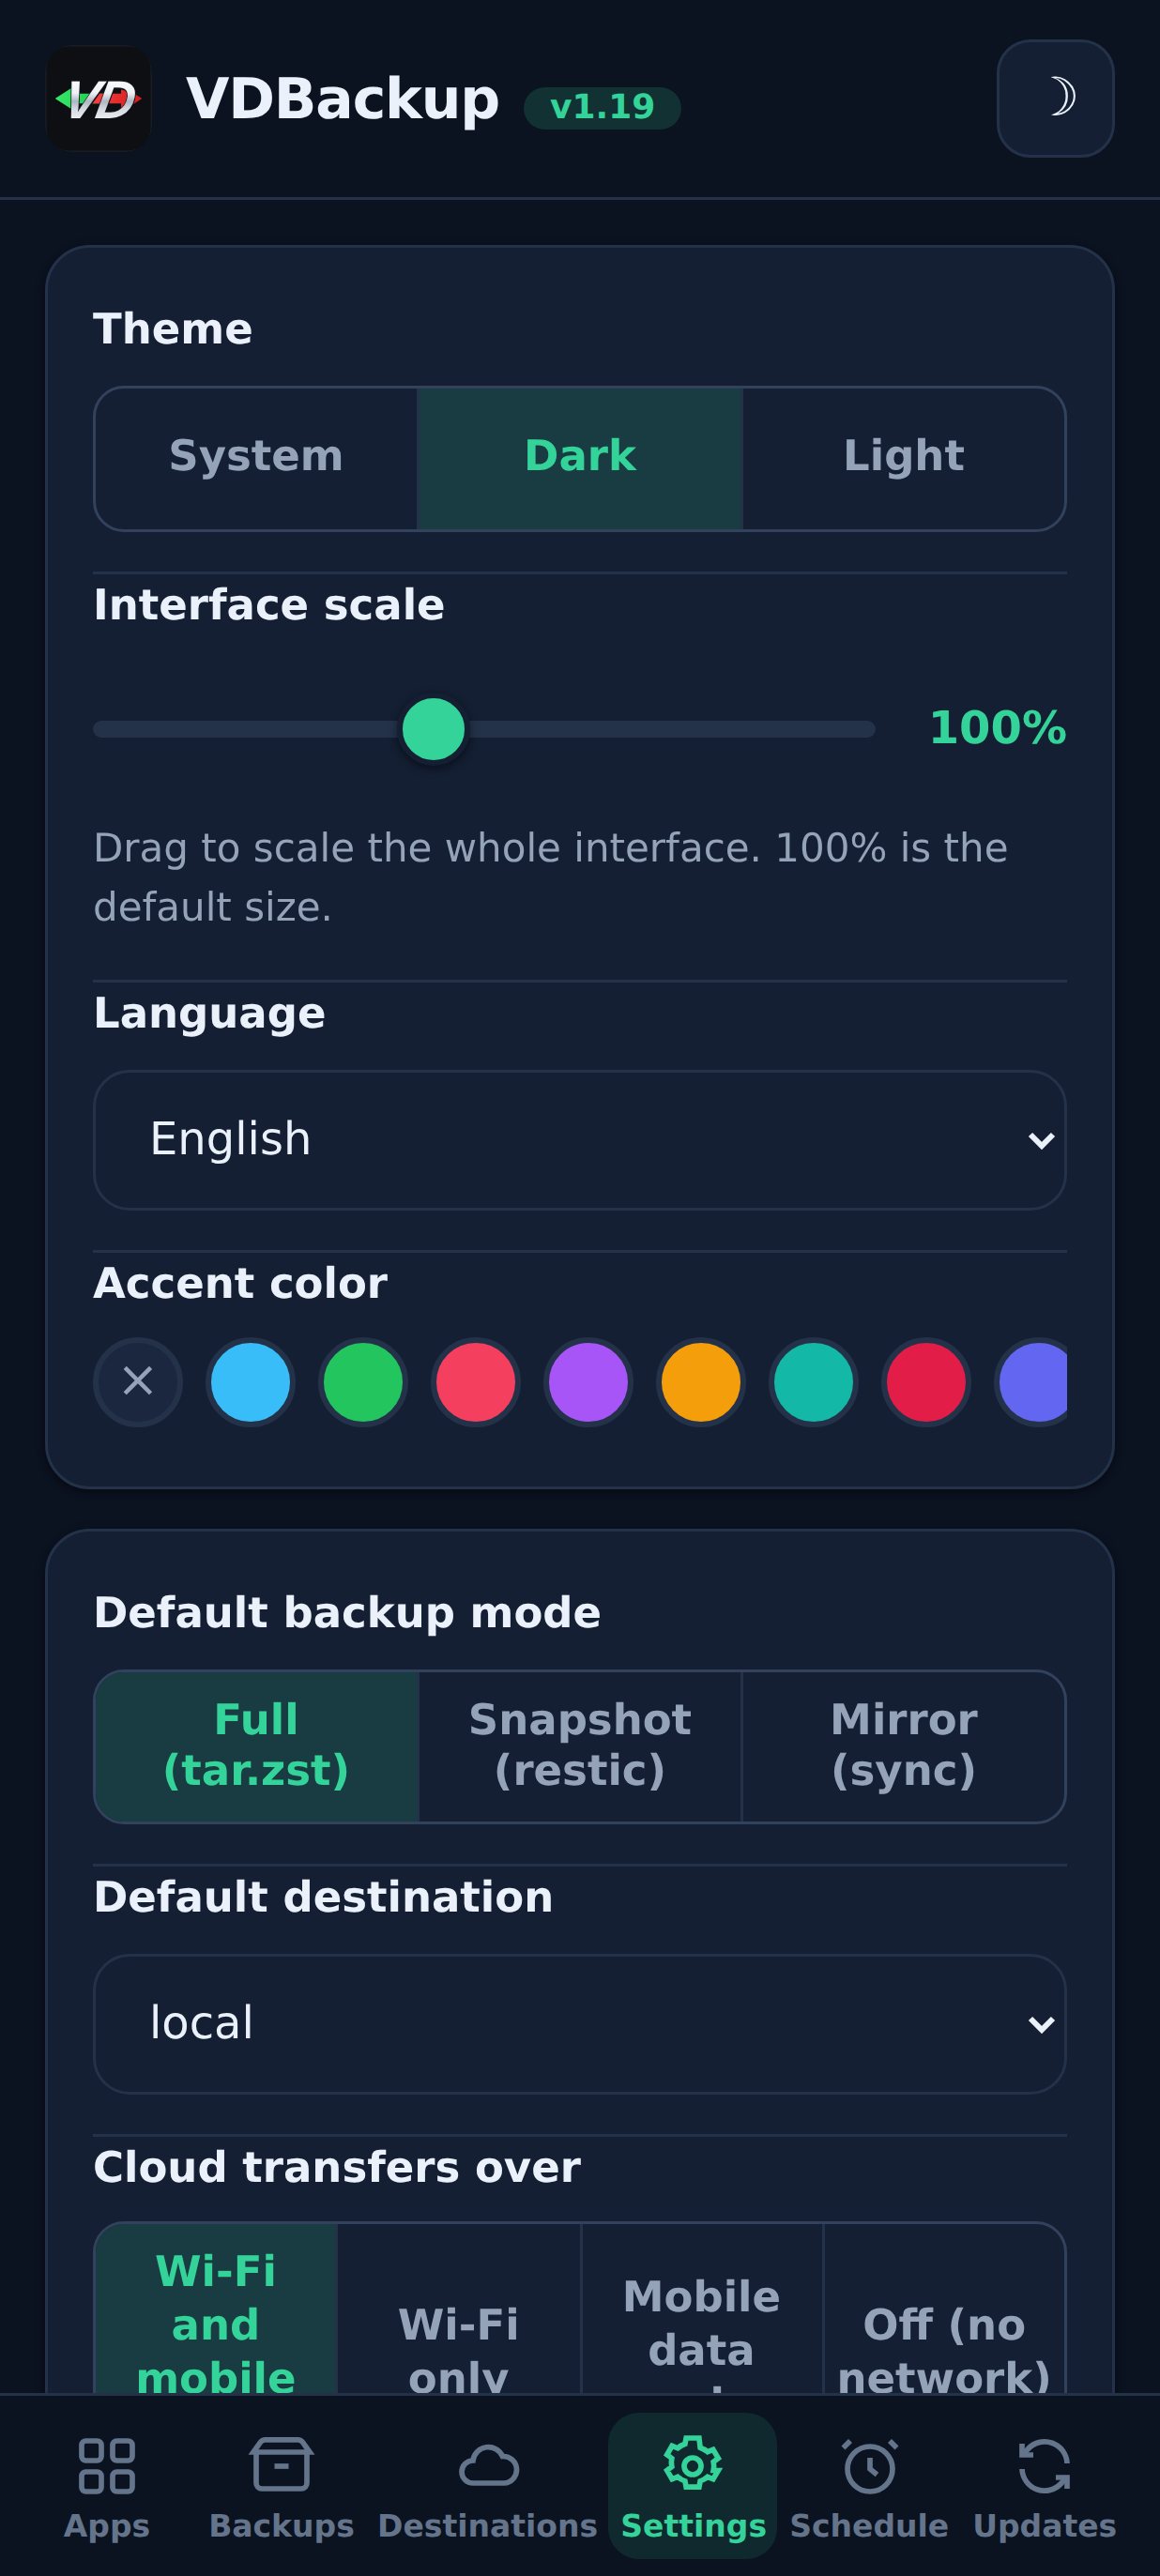 VD
VDBackup v1.19
Theme
System Dark Light
Interface scale
100%
Drag to scale the whole interface. 100% is the
default size.
Language
English
Accent color
Default backup mode
Full Snapshot Mirror
(tar.zst) (restic) (sync)
Default destination
local
Cloud transfers over
Wi-Fi
and
mobile
Wi-Fi
only
Mobile
data
Off (no
network)
Apps Backups Destinations Settings Schedule Updates